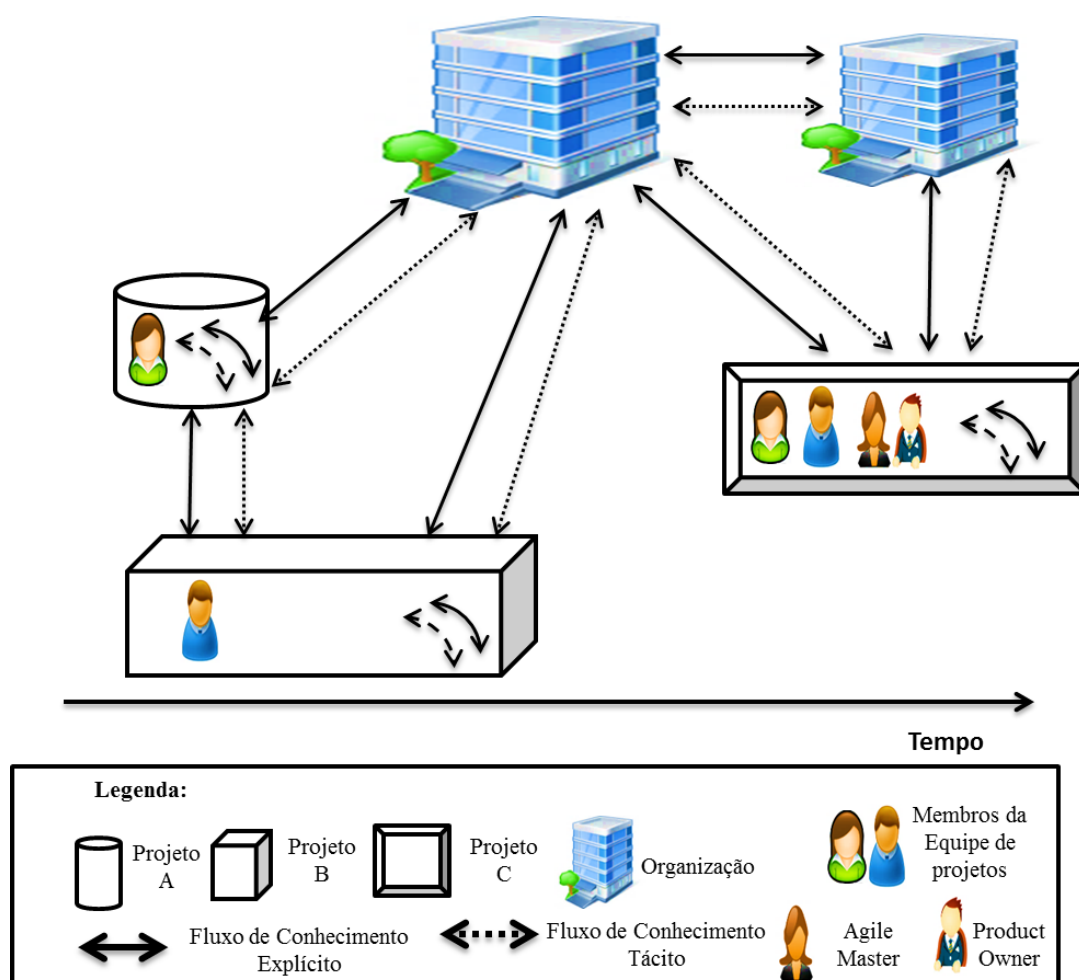 Tempo
Legenda:
Projeto
A
Projeto
B
Projeto
C
Organização
Membros da
Equipe de
projetos
Fluxo de Conhecimento
Explícito
Fluxo de Conhecimento
Tácito
Agile
Master
Product
Owner